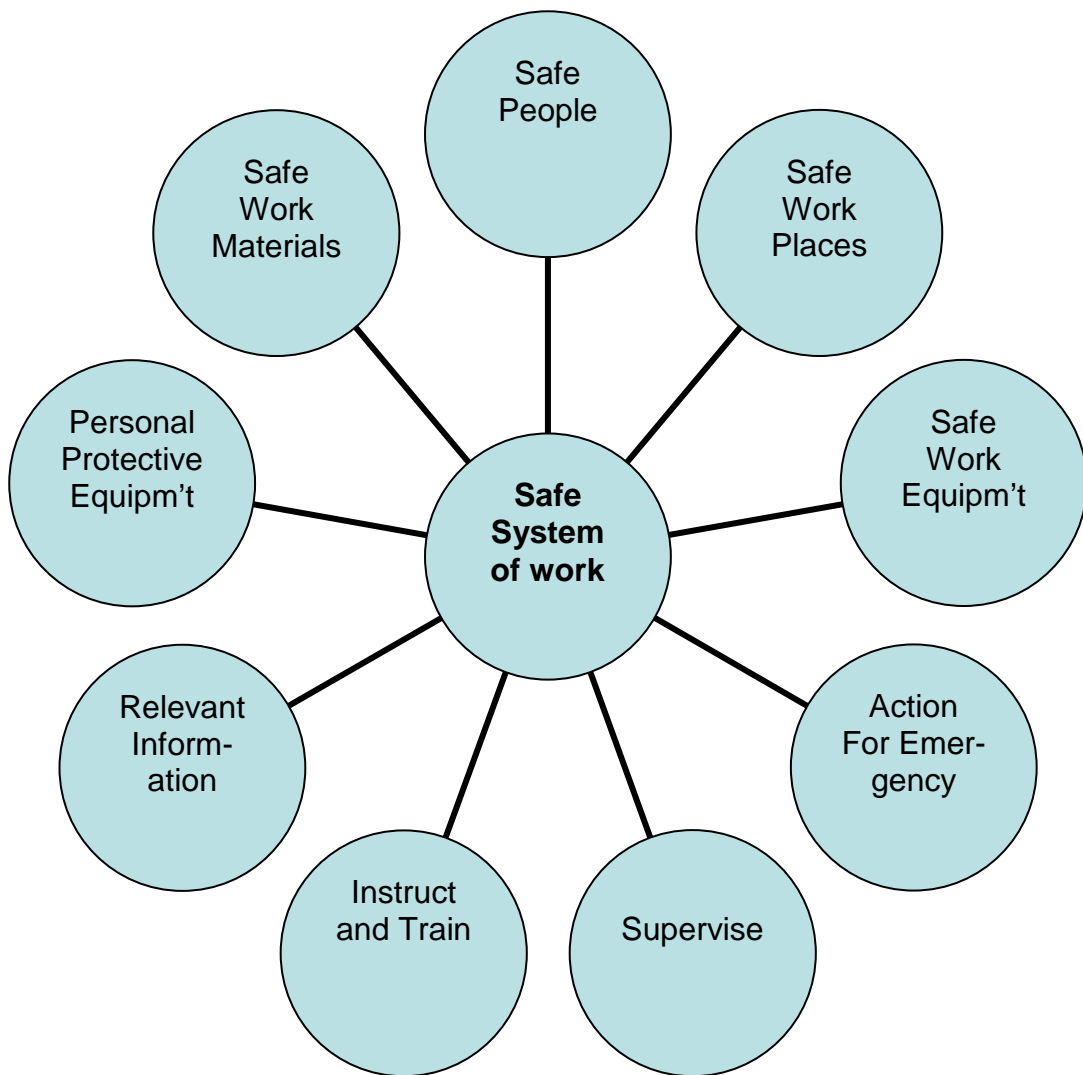 Safe
People
Safe
Work
Places
Safe
Work
Equipm't
Action
For Emer-
gency
Supervise
Instruct
and Train
Relevant
Inform-
ation
Personal
Protective
Equipm't
Safe
Work
Materials
Safe
System
of work